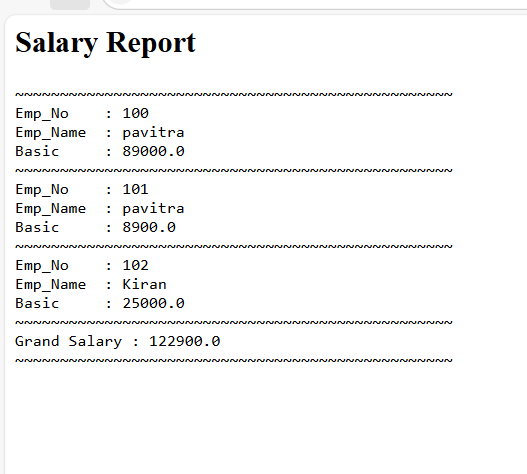 Salary Report
~~~~~~~~~~~~~~~~~~~~~~~~~~~~~~~~~~~~~~~~~~~~~~~~~
Emp_No    : 100
Emp_Name  : pavitra
Basic     : 89000.0
~~~~~~~~~~~~~~~~~~~~~~~~~~~~~~~~~~~~~~~~~~~~~~~~~
Emp_No    : 101
Emp_Name  : pavitra
Basic     : 8900.0
~~~~~~~~~~~~~~~~~~~~~~~~~~~~~~~~~~~~~~~~~~~~~~~~~
Emp_No    : 102
Emp_Name  : Kiran
Basic     : 25000.0
~~~~~~~~~~~~~~~~~~~~~~~~~~~~~~~~~~~~~~~~~~~~~~~~~
Grand Salary : 122900.0
~~~~~~~~~~~~~~~~~~~~~~~~~~~~~~~~~~~~~~~~~~~~~~~~~